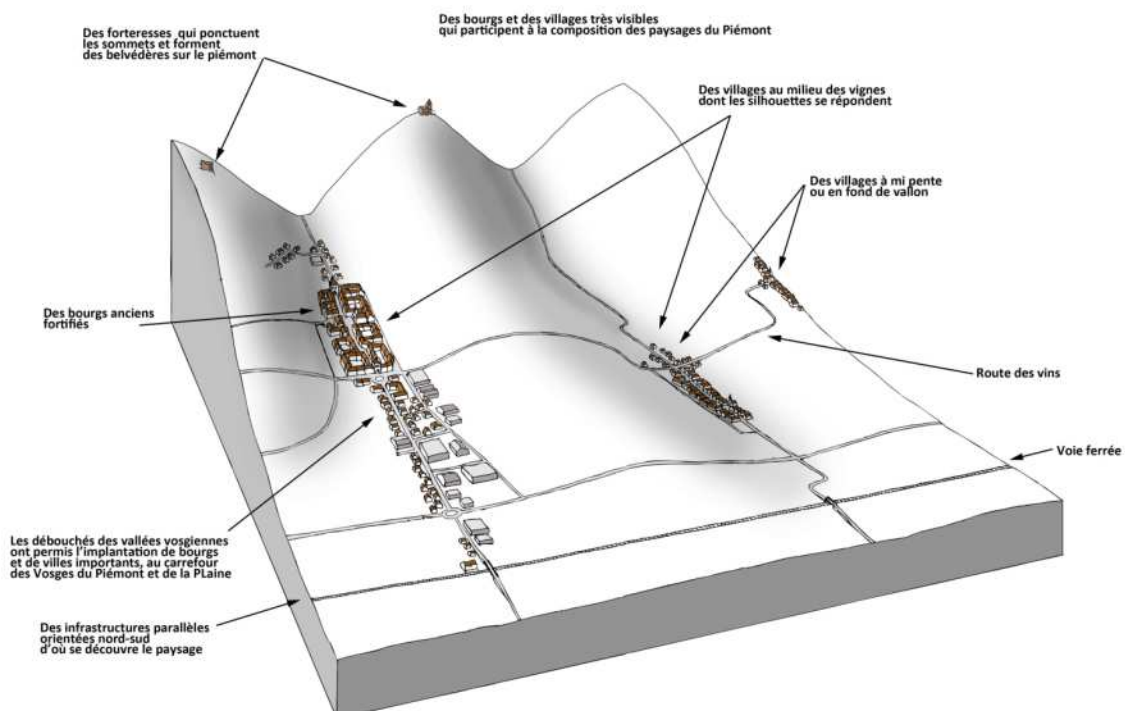 Des bourgs et des villages très visibles
qui participent à la composition des paysages du Piémont
Des forteresses qui ponctuent
les sommets et forment
des belvédères sur le piémont
Des villages au milieu des vignes
dont les silhouettes se répondent
Des villages à mi pente
ou en fond de vallon
Des bourgs anciens
fortifiés
Route des vins
Voie ferrée
Les débouchés des vallées vosgiennes
ont permis l'implantation de bourgs
et de villes importants, au carrefour
des Vosges du Piémont et de la PLaine
Des infrastructures parallèles
orientées nord-sud
d'où se découvre le paysage